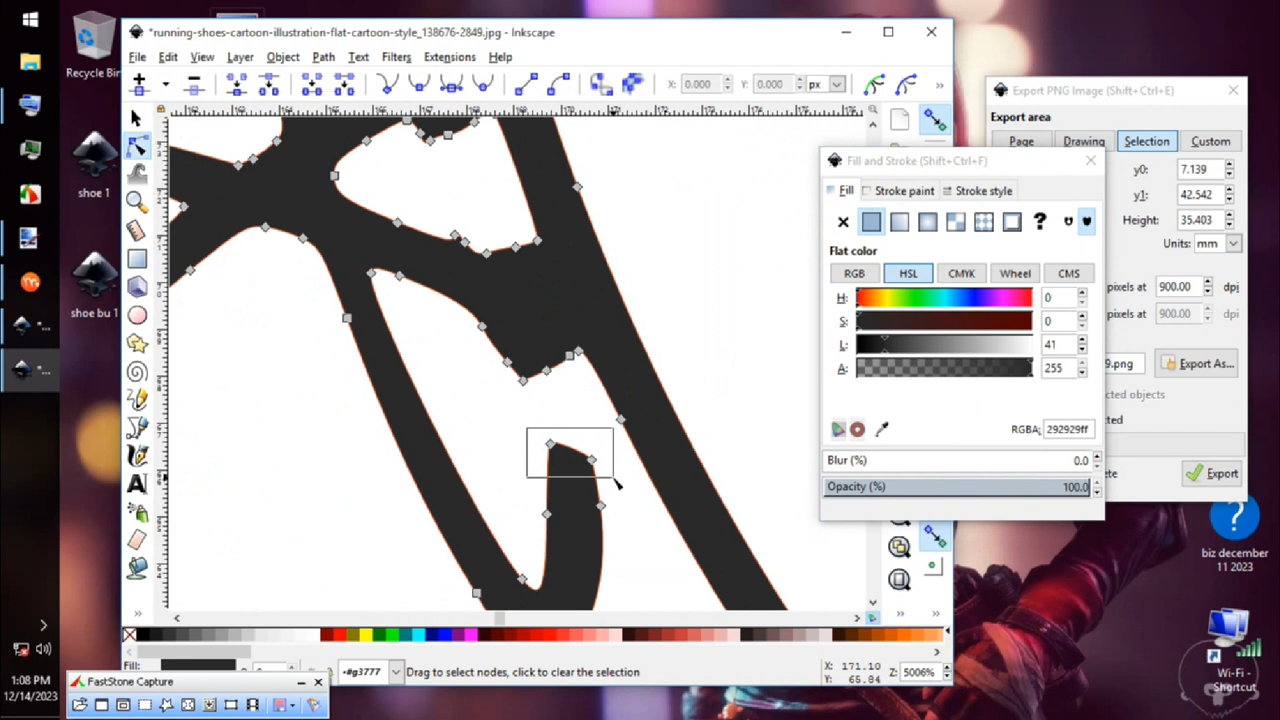 *running-shoes-cartoon-illustration-flat-cartoon-style_138676-2849.jpg - Inkscape
File Edit View Layer Object Path Text Filters Extensions Help
X: 0.000 Y: 0.000 px
Recycle Bin
shoe 1
shoe bu 1
Export PNG Image (Shift+Ctrl+E)
Export area
Page Drawing Selection Custom
y0: 7.139
y1: 42.542
Height: 35.403
Units: mm
pixels at 900.00 dpi
pixels at 900.00 dpi
9.png Export As...
Export
Fill and Stroke (Shift+Ctrl+F)
Fill Stroke paint Stroke style
Flat color
RGB HSL CMYK Wheel CMS
H: 0
S: 0
L: 41
A: 255
RGBA: 292929ff
Blur (%) 0.0
Opacity (%) 100.0
biz december
11 2023
Wi-Fi -
Shortcut
Fill:
-#g3777
Drag to select nodes, click to clear the selection
X: 171.10
Y: 65.84
Z: 5006%
FastStone Capture
1:08 PM
12/14/2023